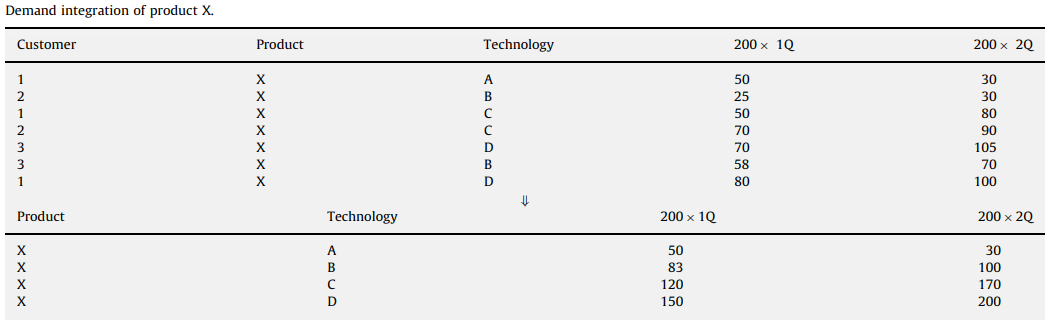 Demand integration of product X.
Customer Product Technology 200 × 1Q 200 × 2Q
1 X A 50 30
2 X B 25 30
1 X C 50 80
2 X C 70 90
3 X D 70 105
3 X B 58 70
1 X D 80 100
⇓
Product Technology 200 × 1Q 200 × 2Q
X A 50 30
X B 83 100
X C 120 170
X D 150 200